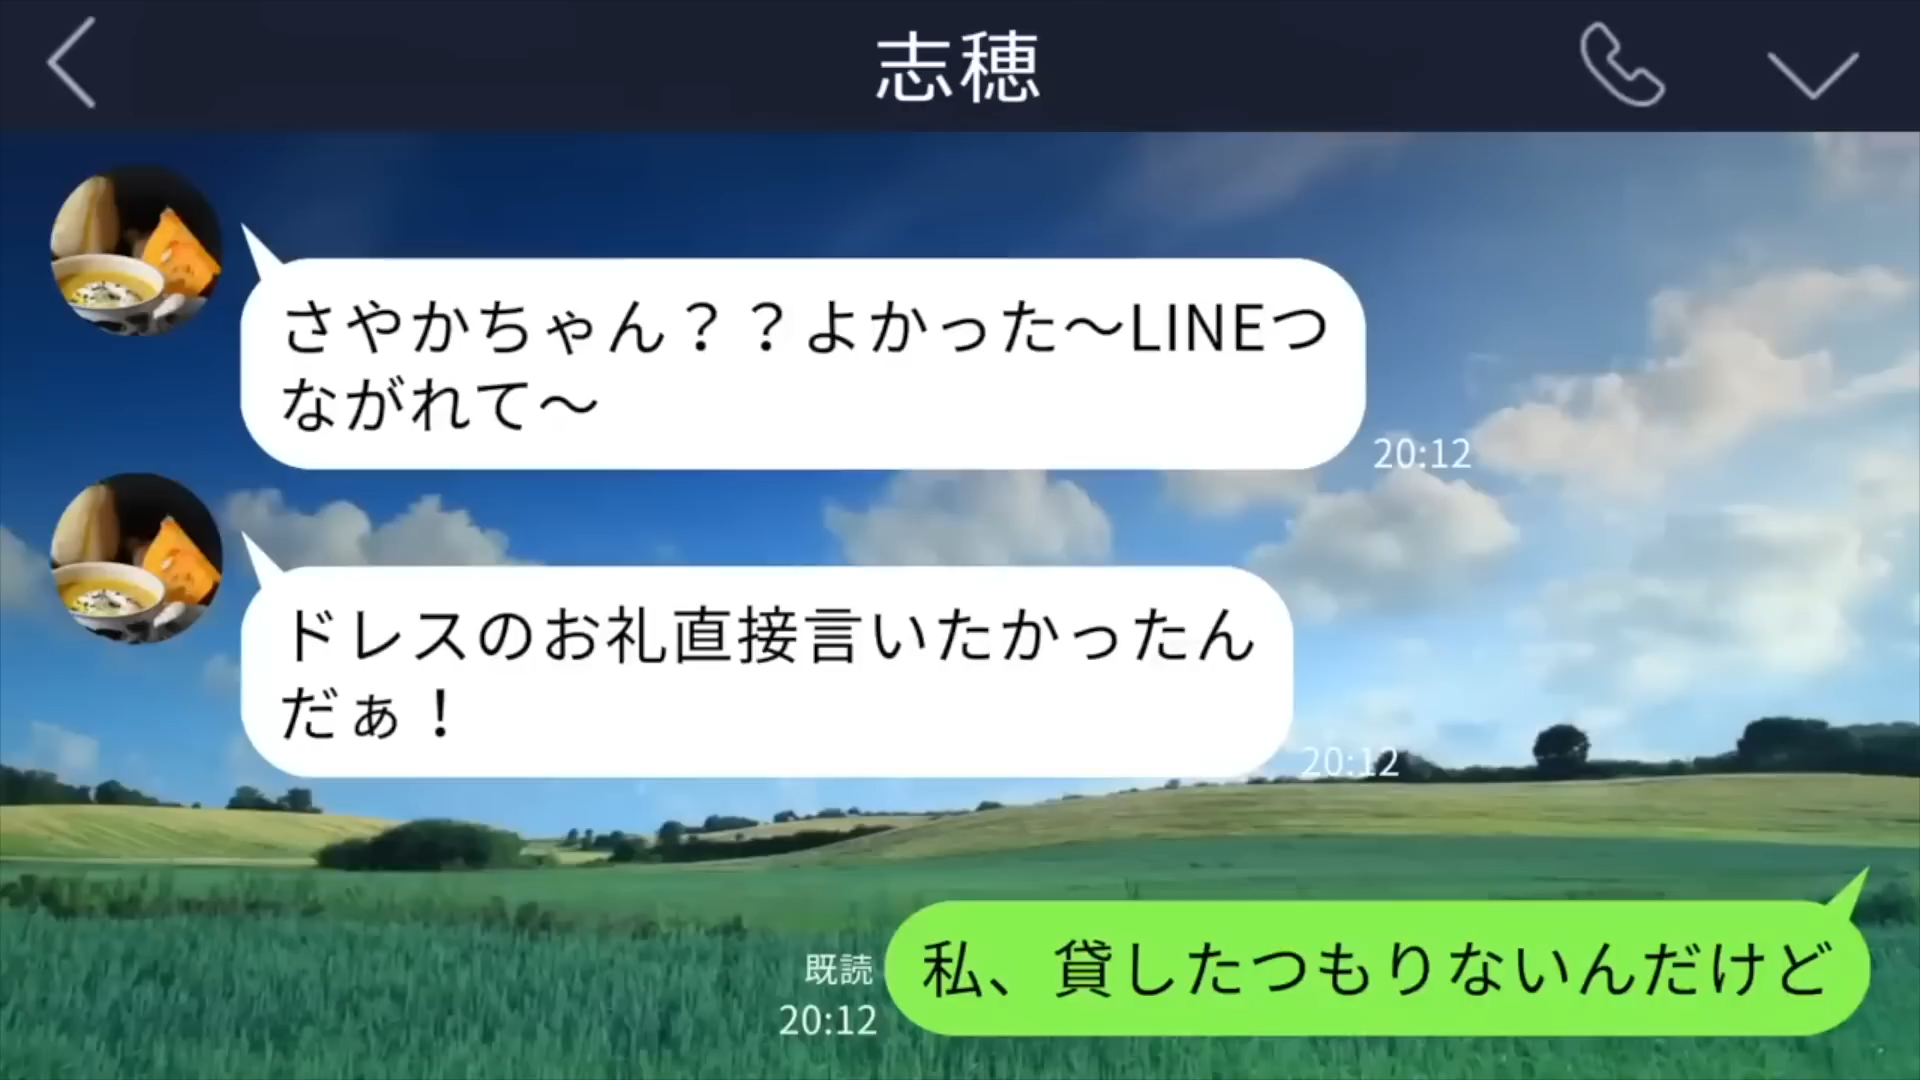 志穂
さやかちゃん？？よかった〜LINEつ
ながれて〜
20:12
ドレスのお礼直接言いたかったん
だぁ！
20:12
私、貸したつもりないんだけど
既読
20:12